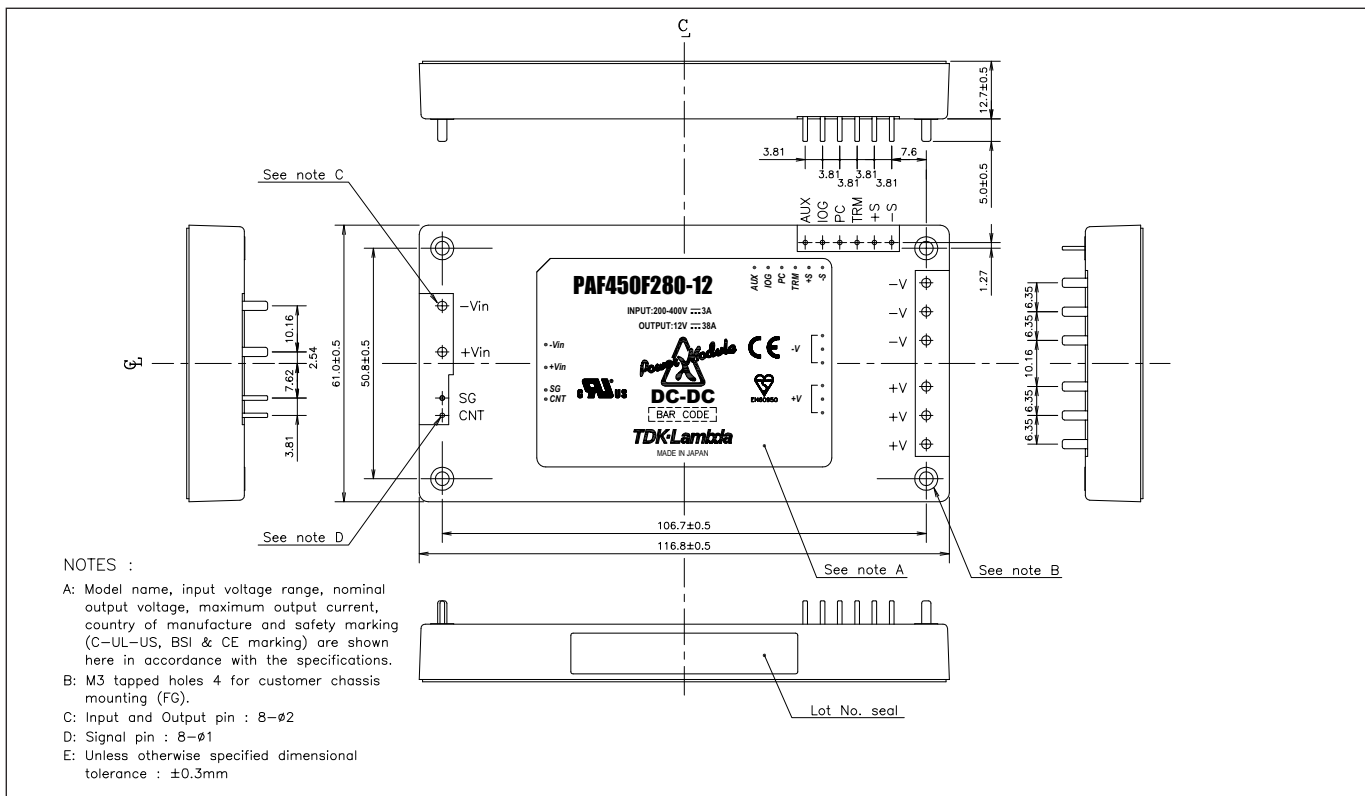 C L
12.7±0.5
3.81
7.6
3.81 3.81
3.81 3.81
5.0±0.5
See note C
AUX
IOG
PC
TRM
+S
-S
1.27
PAF450F280-12
AUX
IOG
PC
TRM
+S
-S
INPUT:200-400V ⎓ 3A
OUTPUT:12V ⎓ 38A
-V
-V
-V
+V
+V
+V
-Vin
+Vin
SG
CNT
-Vin
+Vin
SG
CNT
Power Module
DC-DC
BAR CODE
TDK-Lambda
MADE IN JAPAN
C RU US
CE
EN60950
-V
+V
C L
10.16
2.54
7.62
3.81
61.0±0.5
50.8±0.5
6.35
6.35
10.16
6.35
6.35
106.7±0.5
116.8±0.5
See note D
See note A
See note B
Lot No. seal
NOTES :
A: Model name, input voltage range, nominal
output voltage, maximum output current,
country of manufacture and safety marking
(C-UL-US, BSI & CE marking) are shown
here in accordance with the specifications.
B: M3 tapped holes 4 for customer chassis
mounting (FG).
C: Input and Output pin : 8-ø2
D: Signal pin : 8-ø1
E: Unless otherwise specified dimensional
tolerance : ±0.3mm